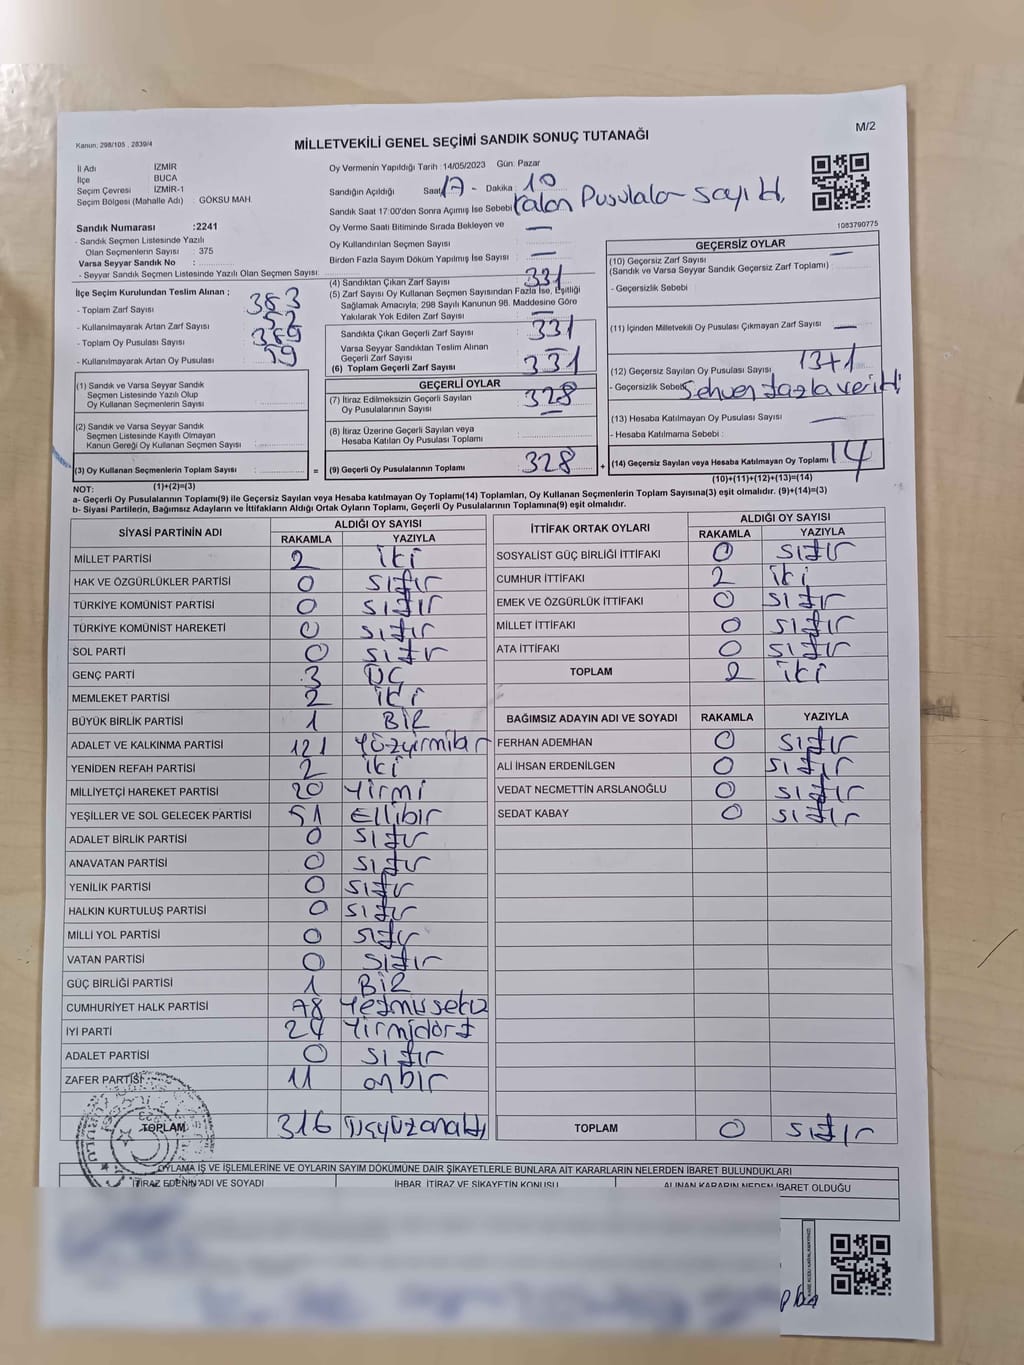 Kanun: 298/105 , 2839/4
M/2
MİLLETVEKİLİ GENEL SEÇİMİ SANDIK SONUÇ TUTANAĞI
İl Adı İZMİR
İlçe BUCA
Seçim Çevresi İZMİR-1
Seçim Bölgesi (Mahalle Adı) : GÖKSU MAH.
Oy Vermenin Yapıldığı Tarih :14/05/2023 Gün: Pazar
Sandığın Açıldığı Saat 17 - Dakika : 10
Sandık Saat 17:00'den Sonra Açımış İse Sebebi kalan Pusulalar sayıldı
Oy Verme Saati Bitiminde Sırada Bekleyen ve —
Oy Kullandırılan Seçmen Sayısı
Birden Fazla Sayım Döküm Yapılmış İse Sayısı : —
1083790775
Sandık Numarası :2241
- Sandık Seçmen Listesinde Yazılı
Olan Seçmenlerin Sayısı : 375
Varsa Seyyar Sandık No :
- Seyyar Sandık Seçmen Listesinde Yazılı Olan Seçmen Sayısı:
İlçe Seçim Kurulundan Teslim Alınan ;
- Toplam Zarf Sayısı : 383
- Kullanılmayarak Artan Zarf Sayısı : 52
- Toplam Oy Pusulası Sayısı : 389
- Kullanılmayarak Artan Oy Pusulası : 59
(1) Sandık ve Varsa Seyyar Sandık
Seçmen Listesinde Yazılı Olup
Oy Kullanan Seçmenlerin Sayısı :
(2) Sandık ve Varsa Seyyar Sandık
Seçmen Listesinde Kayıtlı Olmayan
Kanun Gereği Oy Kullanan Seçmen Sayısı :
(3) Oy Kullanan Seçmenlerin Toplam Sayısı :
(1)+(2)=(3)
(4) Sandıktan Çıkan Zarf Sayısı : 331
(5) Zarf Sayısı Oy Kullanan Seçmen Sayısından Fazla İse, Eşitliği
Sağlamak Amacıyla; 298 Sayılı Kanunun 98. Maddesine Göre
Yakılarak Yok Edilen Zarf Sayısı : —
Sandıkta Çıkan Geçerli Zarf Sayısı : 331
Varsa Seyyar Sandıktan Teslim Alınan
Geçerli Zarf Sayısı : —
(6) Toplam Geçerli Zarf Sayısı : 331
GEÇERLİ OYLAR
(7) İtiraz Edilmeksizin Geçerli Sayılan
Oy Pusulalarının Sayısı : 328
(8) İtiraz Üzerine Geçerli Sayılan veya
Hesaba Katılan Oy Pusulası Toplamı : —
= (9) Geçerli Oy Pusulalarının Toplamı : 328
GEÇERSİZ OYLAR
(10) Geçersiz Zarf Sayısı —
(Sandık ve Varsa Seyyar Sandık Geçersiz Zarf Toplamı) :
- Geçersizlik Sebebi :
(11) İçinden Milletvekili Oy Pusulası Çıkmayan Zarf Sayısı : —
(12) Geçersiz Sayılan Oy Pusulası Sayısı : 13+1
- Geçersizlik Sebebi : Sehven fazla verildi
(13) Hesaba Katılmayan Oy Pusulası Sayısı : —
- Hesaba Katılmama Sebebi :
+ (14) Geçersiz Sayılan veya Hesaba Katılmayan Oy Toplamı : 14
(10)+(11)+(12)+(13)=(14)
NOT:
a- Geçerli Oy Pusulalarının Toplamı(9) ile Geçersiz Sayılan veya Hesaba katılmayan Oy Toplamı(14) Toplamları, Oy Kullanan Seçmenlerin Toplam Sayısına(3) eşit olmalıdır. (9)+(14)=(3)
b- Siyasi Partilerin, Bağımsız Adayların ve İttifakların Aldığı Ortak Oyların Toplamı, Geçerli Oy Pusulalarının Toplamına(9) eşit olmalıdır.
SİYASİ PARTİNİN ADI ALDIĞI OY SAYISI
RAKAMLA YAZIYLA
MİLLET PARTİSİ 2 iki
HAK VE ÖZGÜRLÜKLER PARTİSİ 0 sıfır
TÜRKİYE KOMÜNİST PARTİSİ 0 sıfır
TÜRKİYE KOMÜNİST HAREKETİ 0 sıfır
SOL PARTİ 0 sıfır
GENÇ PARTİ 3 üç
MEMLEKET PARTİSİ 2 iki
BÜYÜK BİRLİK PARTİSİ 1 BİR
ADALET VE KALKINMA PARTİSİ 121 Yüzyirmibir
YENİDEN REFAH PARTİSİ 2 iki
MİLLİYETÇİ HAREKET PARTİSİ 20 Yirmi
YEŞİLLER VE SOL GELECEK PARTİSİ 51 Ellibir
ADALET BİRLİK PARTİSİ 0 sıfır
ANAVATAN PARTİSİ 0 sıfır
YENİLİK PARTİSİ 0 sıfır
HALKIN KURTULUŞ PARTİSİ 0 sıfır
MİLLİ YOL PARTİSİ 0 sıfır
VATAN PARTİSİ 0 sıfır
GÜÇ BİRLİĞİ PARTİSİ 1 BİR
CUMHURİYET HALK PARTİSİ 78 Yetmişsekiz
İYİ PARTİ 24 Yirmidört
ADALET PARTİSİ 0 sıfır
ZAFER PARTİSİ 11 onbir
TOPLAM 316 üçyüzonaltı
İTTİFAK ORTAK OYLARI ALDIĞI OY SAYISI
RAKAMLA YAZIYLA
SOSYALİST GÜÇ BİRLİĞİ İTTİFAKI 0 sıfır
CUMHUR İTTİFAKI 2 iki
EMEK VE ÖZGÜRLÜK İTTİFAKI 0 sıfır
MİLLET İTTİFAKI 0 sıfır
ATA İTTİFAKI 0 sıfır
TOPLAM 2 iki
BAĞIMSIZ ADAYIN ADI VE SOYADI RAKAMLA YAZIYLA
FERHAN ADEMHAN 0 sıfır
ALİ İHSAN ERDENİLGEN 0 sıfır
VEDAT NECMETTİN ARSLANOĞLU 0 sıfır
SEDAT KABAY 0 sıfır
TOPLAM 0 sıfır
OYLAMA İŞ VE İŞLEMLERİNE VE OYLARIN SAYIM DÖKÜMÜNE DAİR ŞİKAYETLERLE BUNLARA AİT KARARLARIN NELERDEN İBARET BULUNDUKLARI
İTİRAZ EDENİN ADI VE SOYADI İHBAR, İTİRAZ VE ŞİKAYETİN KONUSU ALINAN KARARIN NEDEN İBARET OLDUĞU